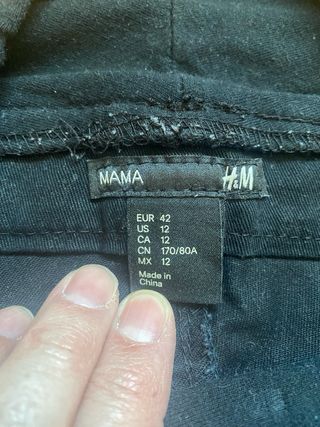 MAMA H&M
EUR 42
US 12
CA 12
CN 170/80A
MX 12
Made in
China